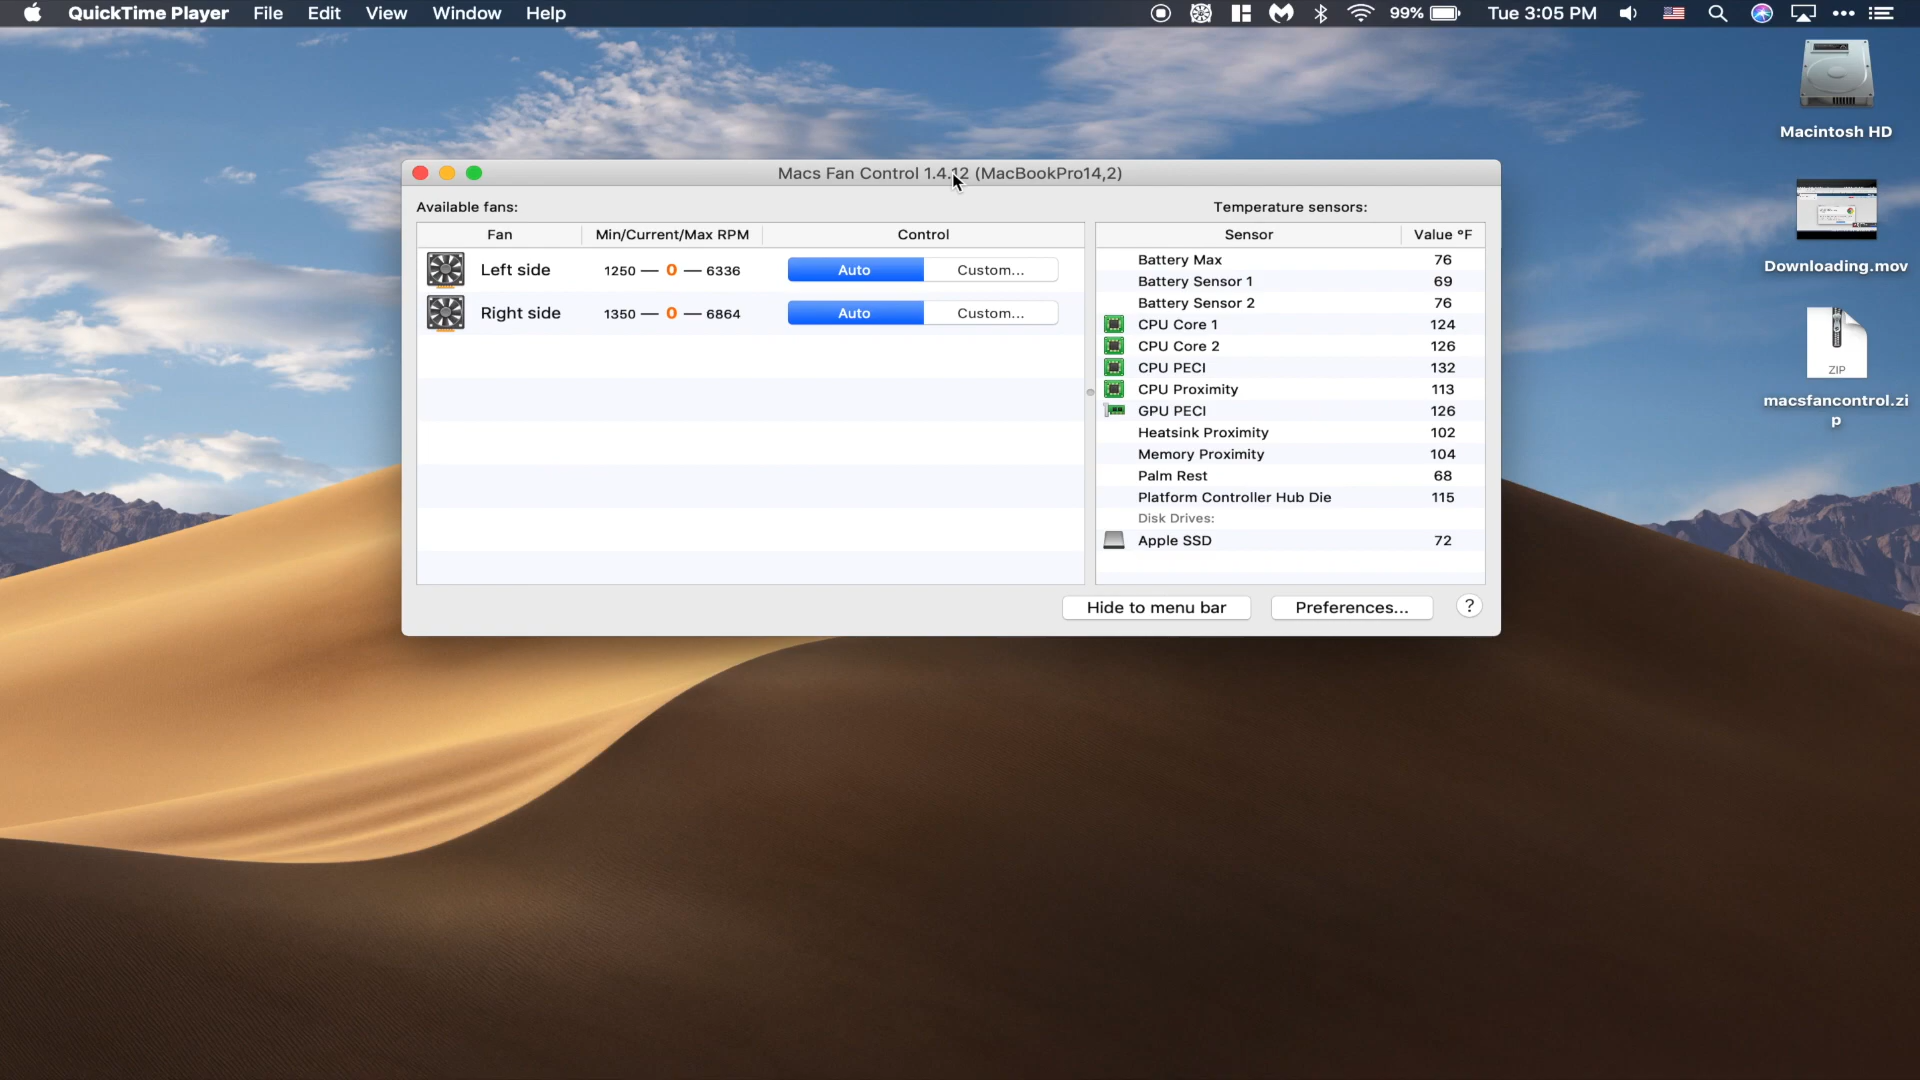 QuickTime Player File Edit View Window Help 99% Tue 3:05 PM
Macintosh HD
Downloading.mov
ZIP
macsfancontrol.zi
p
Macs Fan Control 1.4.12 (MacBookPro14,2)
Available fans:
Fan Min/Current/Max RPM Control
Left side 1250 — 0 — 6336 Auto Custom...
Right side 1350 — 0 — 6864 Auto Custom...
Temperature sensors:
Sensor Value °F
Battery Max 76
Battery Sensor 1 69
Battery Sensor 2 76
CPU Core 1 124
CPU Core 2 126
CPU PECI 132
CPU Proximity 113
GPU PECI 126
Heatsink Proximity 102
Memory Proximity 104
Palm Rest 68
Platform Controller Hub Die 115
Disk Drives:
Apple SSD 72
Hide to menu bar Preferences... ?